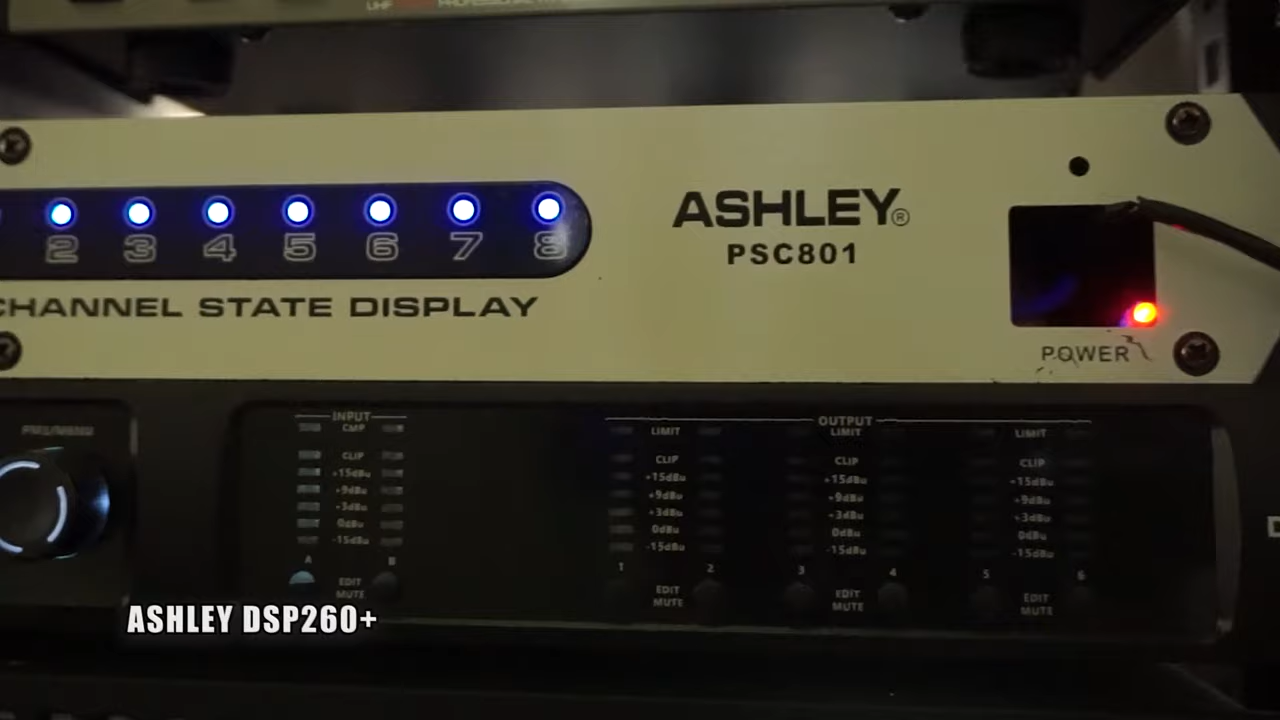 UHF PROFESSIONAL
2 3 4 5 6 7 8
CHANNEL STATE DISPLAY
ASHLEY®
PSC801
POWER
INPUT
CMP
CLIP
+15dBu
+9dBu
+3dBu
0dBu
-15dBu
A B
EDIT
MUTE
OUTPUT
LIMIT
CLIP
+15dBu
+9dBu
+3dBu
0dBu
-15dBu
1 2
EDIT
MUTE
LIMIT
CLIP
+15dBu
+9dBu
+3dBu
0dBu
-15dBu
3 4
EDIT
MUTE
LIMIT
CLIP
+15dBu
+9dBu
+3dBu
0dBu
-15dBu
5 6
EDIT
MUTE
ASHLEY DSP260+